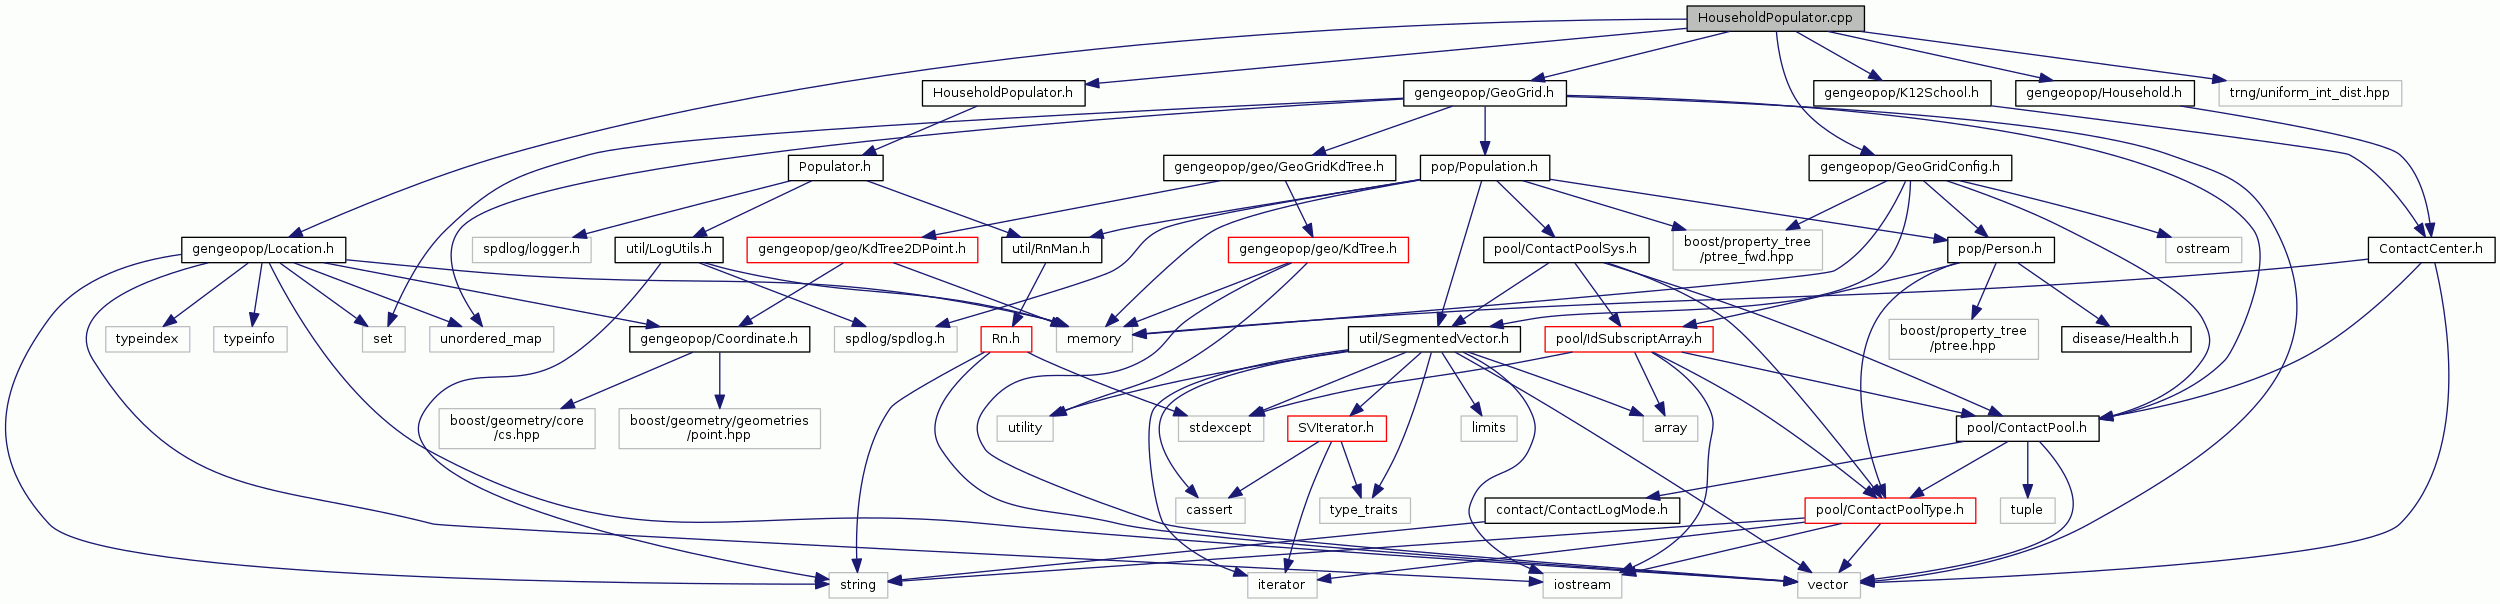 HouseholdPopulator.cpp
HouseholdPopulator.h
gengeopop/GeoGrid.h
gengeopop/K12School.h
gengeopop/Household.h
trng/uniform_int_dist.hpp
Populator.h
gengeopop/geo/GeoGridKdTree.h
pop/Population.h
gengeopop/GeoGridConfig.h
gengeopop/Location.h
spdlog/logger.h
util/LogUtils.h
gengeopop/geo/KdTree2DPoint.h
util/RnMan.h
gengeopop/geo/KdTree.h
pool/ContactPoolSys.h
boost/property_tree
/ptree_fwd.hpp
pop/Person.h
ostream
ContactCenter.h
typeindex
typeinfo
set
unordered_map
gengeopop/Coordinate.h
spdlog/spdlog.h
Rn.h
memory
util/SegmentedVector.h
pool/IdSubscriptArray.h
boost/property_tree
/ptree.hpp
disease/Health.h
boost/geometry/core
/cs.hpp
boost/geometry/geometries
/point.hpp
utility
stdexcept
SVIterator.h
limits
array
pool/ContactPool.h
cassert
type_traits
contact/ContactLogMode.h
pool/ContactPoolType.h
tuple
string
iterator
iostream
vector